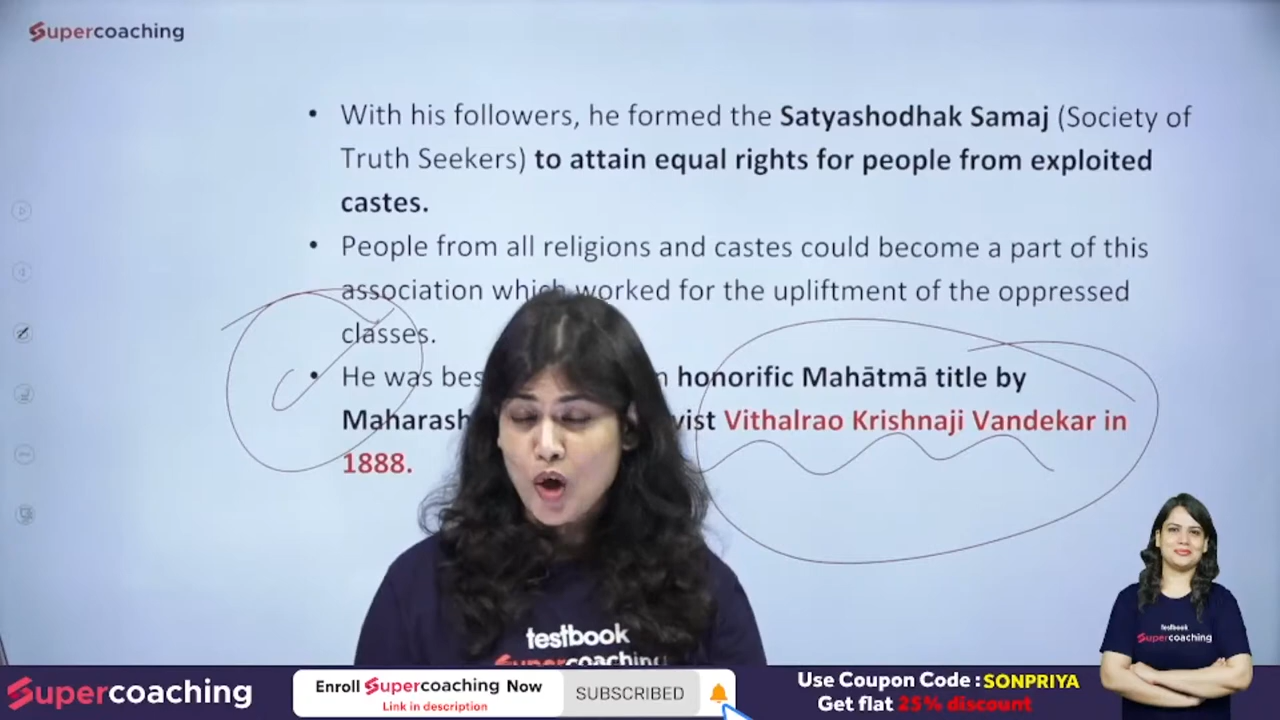 Supercoaching
• With his followers, he formed the Satyashodhak Samaj (Society of
Truth Seekers) to attain equal rights for people from exploited
castes.
• People from all religions and castes could become a part of this
association which worked for the upliftment of the oppressed
classes.
• He was bes honorific Mahātmā title by
Maharash Vithalrao Krishnaji Vandekar in
1888.
testbook
Supercoaching
testbook
Supercoaching
Supercoaching
Enroll Supercoaching Now
Link in description
SUBSCRIBED
Use Coupon Code : SONPRIYA
Get flat 25% discount